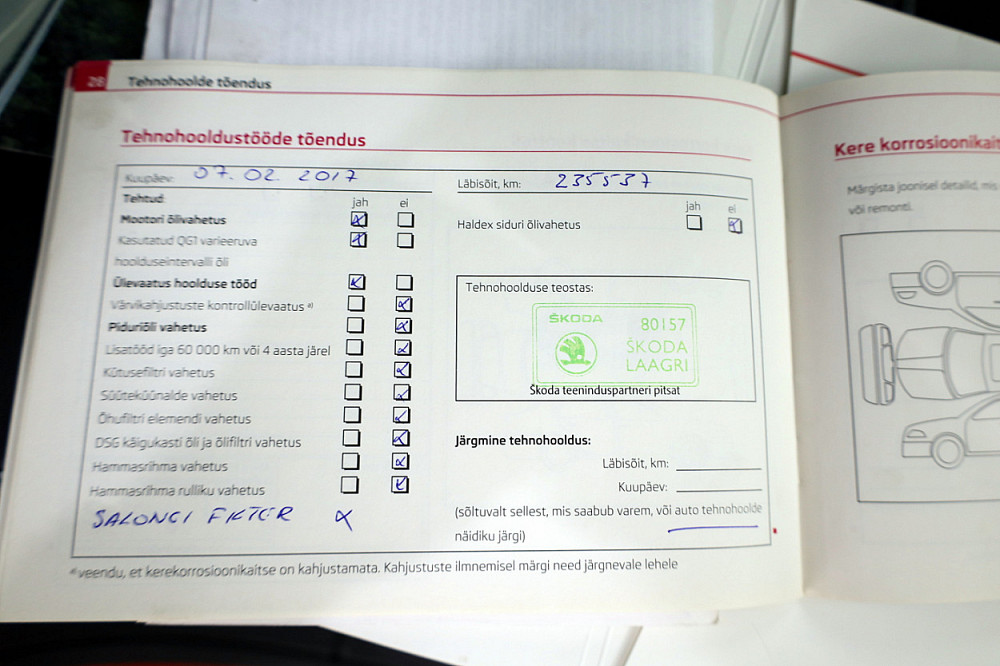 28 Tehnohoolde tõendus
Tehnohooldustööde tõendus
Kuupäev: 07. 02. 2017
Tehtud:
jah ei
Mootori õlivahetus
Kasutatud QG1 varieeruva
hoolduseintervalli õli
Ülevaatus hoolduse tööd
Värvikahjustuste kontrollülevaatus a)
Piduriõli vahetus
Lisatööd iga 60 000 km või 4 aasta järel
Kütusefiltri vahetus
Süüteküünalde vahetus
Õhufiltri elemendi vahetus
DSG käigukasti õli ja õlifiltri vahetus
Hammasrihma vahetus
Hammasrihma rulliku vahetus
SALONGI FILTER
Läbisõit, km: 235537
jah ei
Haldex siduri õlivahetus
Tehnohoolduse teostas:
ŠKODA
80157
ŠKODA
LAAGRI
Škoda teeninduspartneri pitsat
Järgmine tehnohooldus:
Läbisõit, km:
Kuupäev:
(sõltuvalt sellest, mis saabub varem, või auto tehnohoolde
näidiku järgi)
a) veendu, et kerekorrosioonikaitse on kahjustamata. Kahjustuste ilmnemisel märgi need järgnevale lehele
Kere korrosioonikait
Märgista joonisel detailid, mis
või remonti.